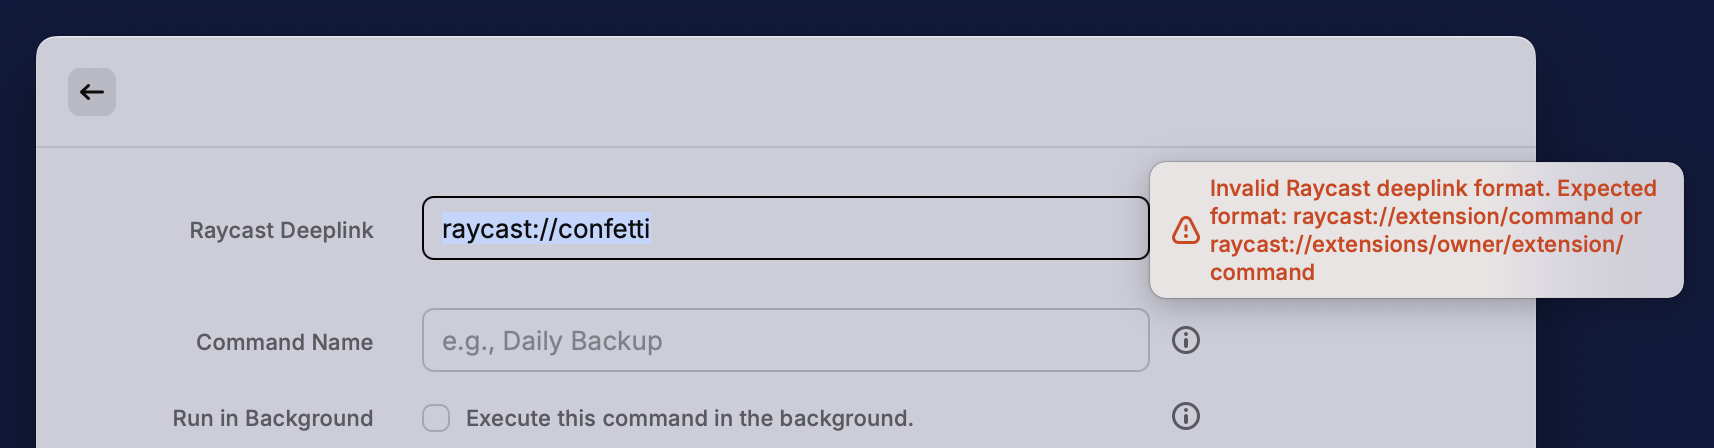 Raycast Deeplink
raycast://confetti
Invalid Raycast deeplink format. Expected
format: raycast://extension/command or
raycast://extensions/owner/extension/
command
Command Name
e.g., Daily Backup
Run in Background
Execute this command in the background.